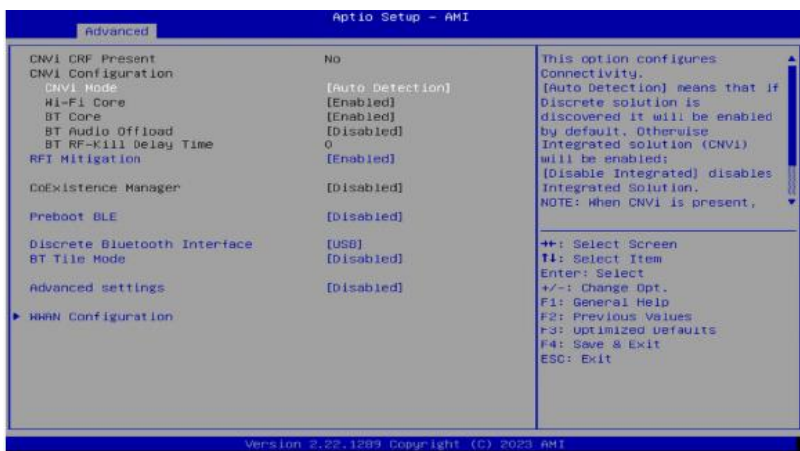 Aptio Setup – AMI
Advanced
CNVi CRF Present No
CNVi Configuration
CNVi Mode [Auto Detection]
Wi-Fi Core [Enabled]
BT Core [Enabled]
BT Audio Offload [Disabled]
BT RF-Kill Delay Time 0
RFI Mitigation [Enabled]
CoExistence Manager [Disabled]
Preboot BLE [Disabled]
Discrete Bluetooth Interface [USB]
BT Tile Mode [Disabled]
Advanced settings [Disabled]
WWAN Configuration
This option configures
Connectivity.
[Auto Detection] means that if
Discrete solution is
discovered it will be enabled
by default. Otherwise
Integrated solution (CNVi)
will be enabled;
[Disable Integrated] disables
Integrated Solution.
NOTE: When CNVi is present,
→←: Select Screen
↑↓: Select Item
Enter: Select
+/-: Change Opt.
F1: General Help
F2: Previous Values
F3: Optimized Defaults
F4: Save & Exit
ESC: Exit
Version 2.22.1289 Copyright (C) 2023 AMI